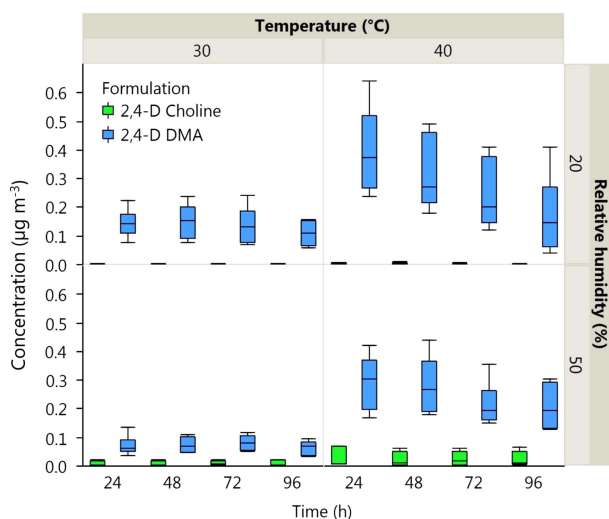 Temperature (°C)
30 40
Formulation
2,4-D Choline
2,4-D DMA
0.6
0.5
0.4
0.3
0.2
0.1
0.0
20
0.6
0.5
0.4
0.3
0.2
0.1
0.0
50
Concentration (µg m⁻³)
Relative humidity (%)
24 48 72 96 24 48 72 96
Time (h)